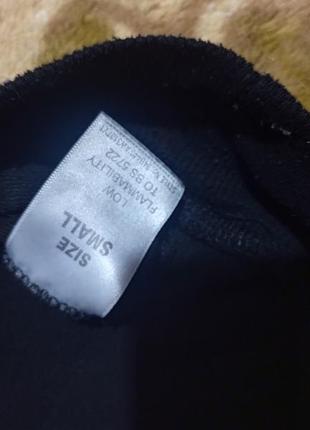 SIZE
SMALL
LOW
FLAMMABILITY
TO BS 5722